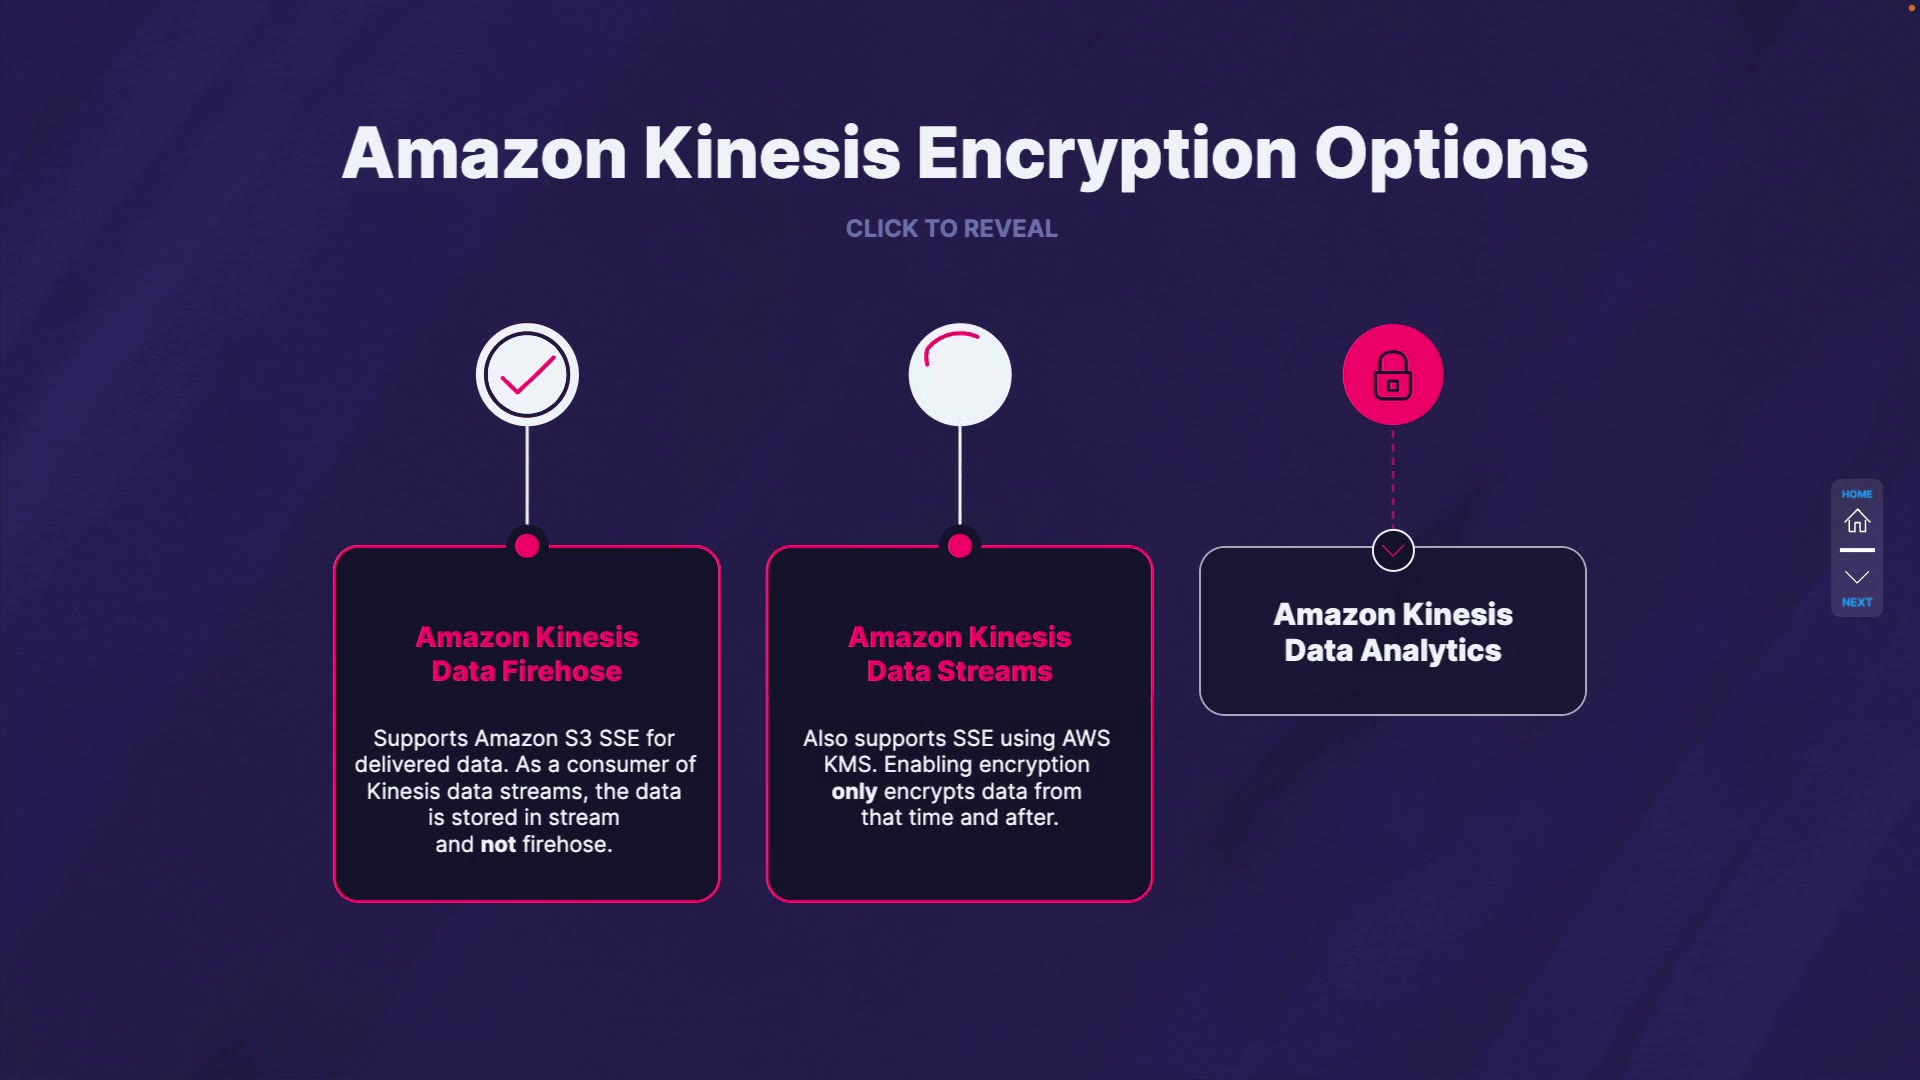 Amazon Kinesis Encryption Options
CLICK TO REVEAL
Amazon Kinesis
Data Firehose
Supports Amazon S3 SSE for
delivered data. As a consumer of
Kinesis data streams, the data
is stored in stream
and not firehose.
Amazon Kinesis
Data Streams
Also supports SSE using AWS
KMS. Enabling encryption
only encrypts data from
that time and after.
Amazon Kinesis
Data Analytics
HOME
NEXT